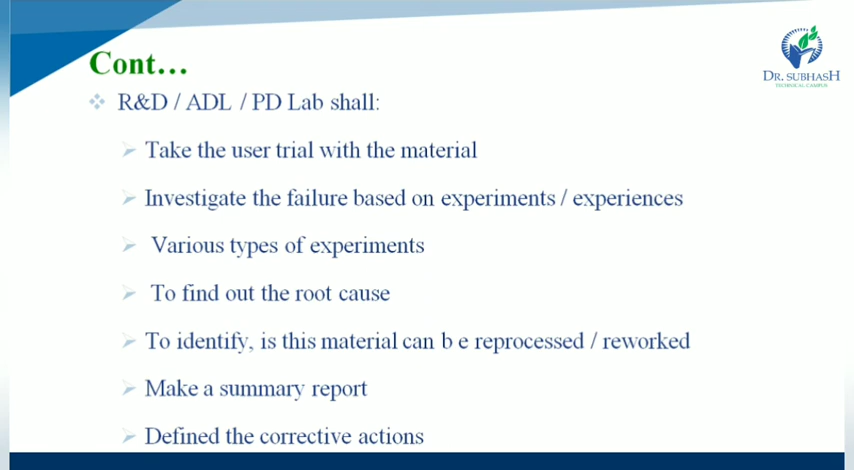 Cont…
DR. SUBHASH
TECHNICAL CAMPUS
R&D / ADL / PD Lab shall:
Take the user trial with the material
Investigate the failure based on experiments / experiences
Various types of experiments
To find out the root cause
To identify, is this material can b e reprocessed / reworked
Make a summary report
Defined the corrective actions